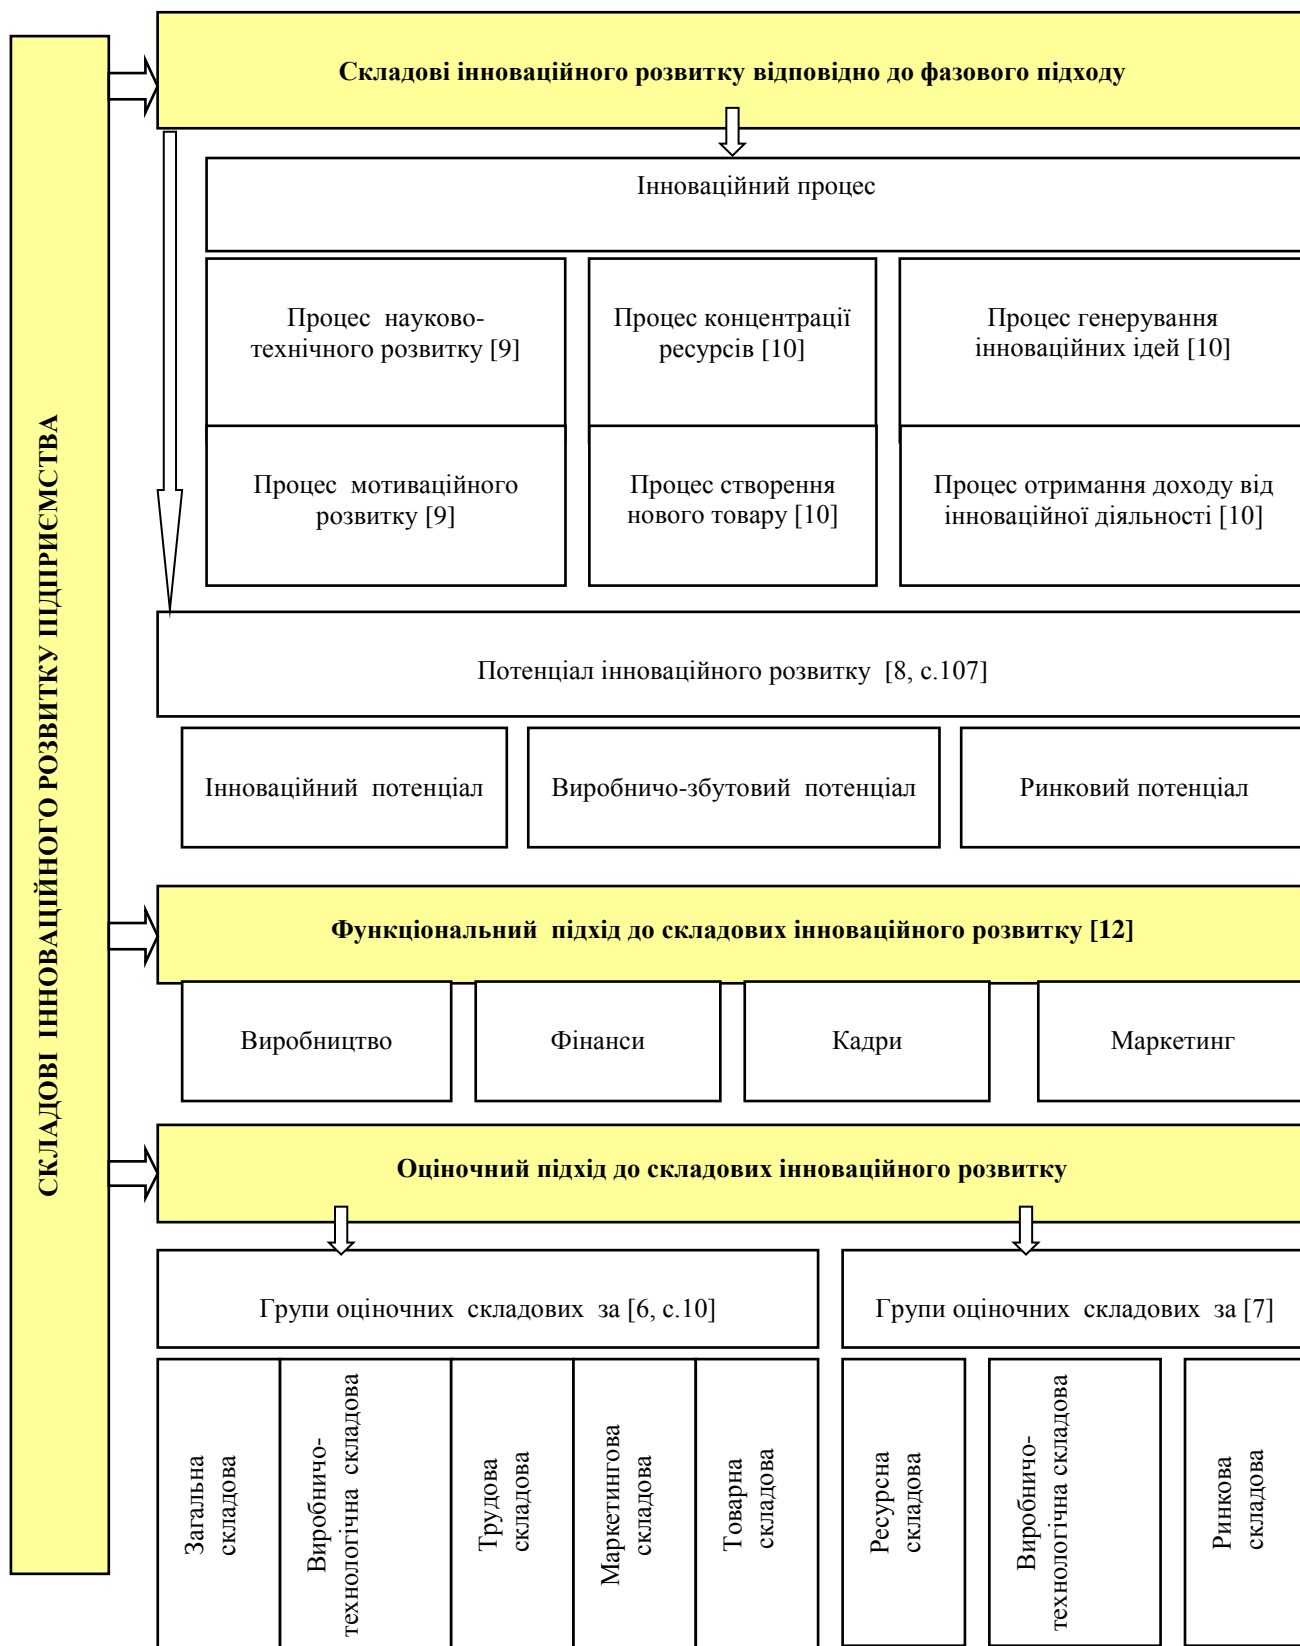 СКЛАДОВІ ІННОВАЦІЙНОГО РОЗВИТКУ ПІДПРИЄМСТВА
Складові інноваційного розвитку відповідно до фазового підходу
Інноваційний процес
Процес науково-
технічного розвитку [9]
Процес концентрації
ресурсів [10]
Процес генерування
інноваційних ідей [10]
Процес мотиваційного
розвитку [9]
Процес створення
нового товару [10]
Процес отримання доходу від
інноваційної діяльності [10]
Потенціал інноваційного розвитку [8, с.107]
Інноваційний потенціал
Виробничо-збутовий потенціал
Ринковий потенціал
Функціональний підхід до складових інноваційного розвитку [12]
Виробництво
Фінанси
Кадри
Маркетинг
Оціночний підхід до складових інноваційного розвитку
Групи оціночних складових за [6, с.10]
Групи оціночних складових за [7]
Загальна
складова
Виробничо-
технологічна складова
Трудова
складова
Маркетингова
складова
Товарна
складова
Ресурсна
складова
Виробничо-
технологічна складова
Ринкова
складова